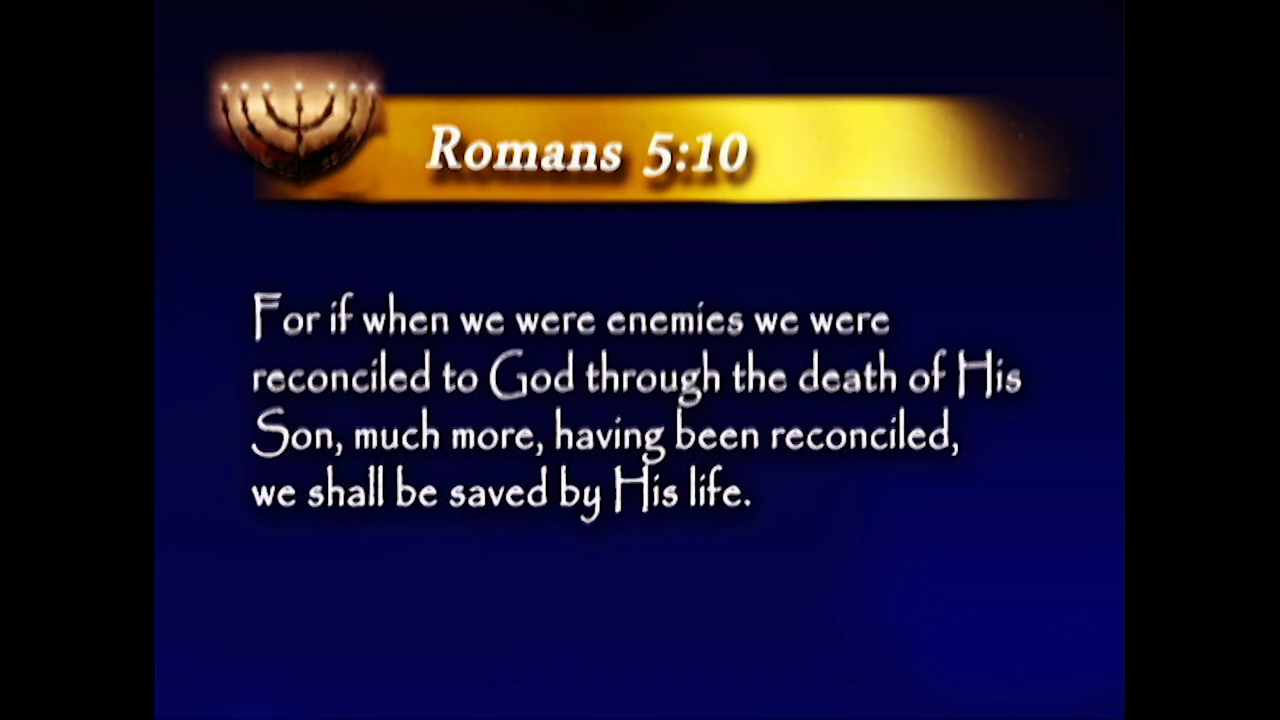 Romans 5:10
For if when we were enemies we were
reconciled to God through the death of His
Son, much more, having been reconciled,
we shall be saved by His life.